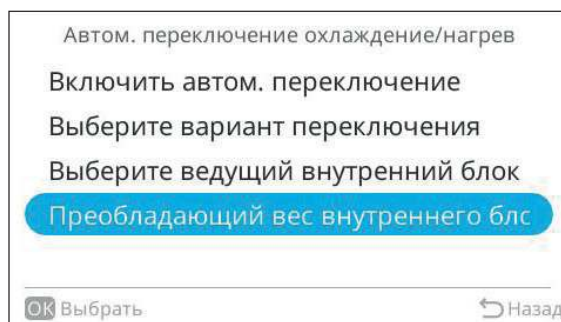 Автом. переключение охлаждение/нагрев
Включить автом. переключение
Выберите вариант переключения
Выберите ведущий внутренний блок
Преобладающий вес внутреннего блс
OK Выбрать
Назад